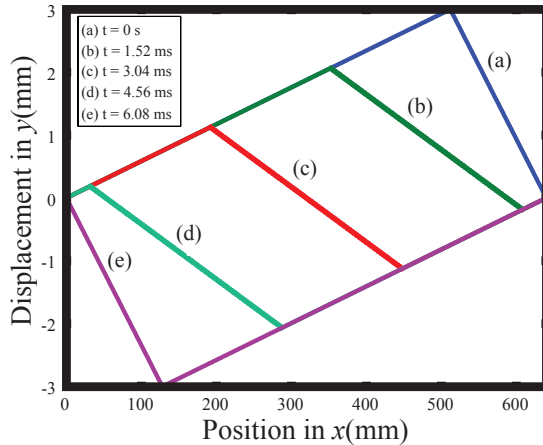 (a) t = 0 s
(b) t = 1.52 ms
(c) t = 3.04 ms
(d) t = 4.56 ms
(e) t = 6.08 ms
(a)
(b)
(c)
(d)
(e)
3
2
1
0
-1
-2
-3
Displacement in y(mm)
0 100 200 300 400 500 600
Position in x(mm)